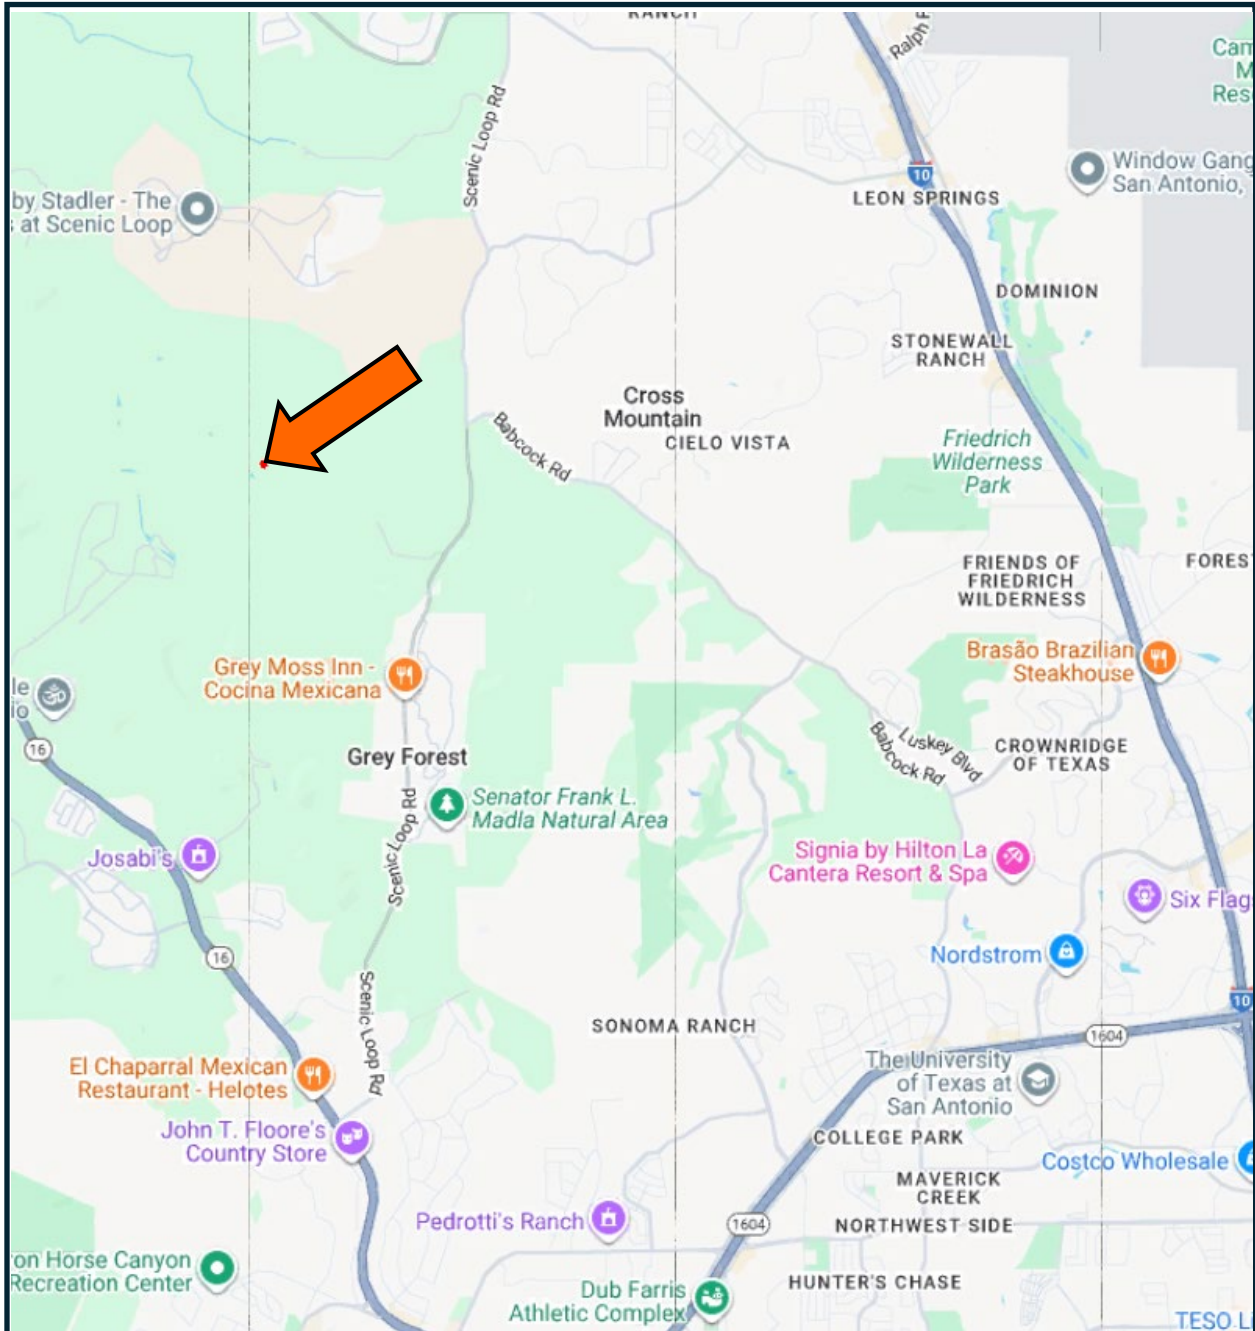 RANCH
Ralph F
Cam
M
Res
Scenic Loop Rd
10
LEON SPRINGS
Window Gang
San Antonio,
by Stadler - The
at Scenic Loop
DOMINION
STONEWALL
RANCH
Cross
Mountain
CIELO VISTA
Babcock Rd
Friedrich
Wilderness
Park
FRIENDS OF
FRIEDRICH
WILDERNESS
FORES
Grey Moss Inn -
Cocina Mexicana
Brasão Brazilian
Steakhouse
le
io
16
Luskey Blvd
Babcock Rd
CROWNRIDGE
OF TEXAS
Grey Forest
Senator Frank L.
Madla Natural Area
Scenic Loop Rd
Josabi's
Signia by Hilton La
Cantera Resort & Spa
Six Flag
Nordstrom
16
10
Scenic Loop Rd
SONOMA RANCH
1604
El Chaparral Mexican
Restaurant - Helotes
The University
of Texas at
San Antonio
John T. Floore's
Country Store
COLLEGE PARK
Costco Wholesale
MAVERICK
CREEK
Pedrotti's Ranch
1604
NORTHWEST SIDE
on Horse Canyon
Recreation Center
Dub Farris
Athletic Complex
HUNTER'S CHASE
TESO L